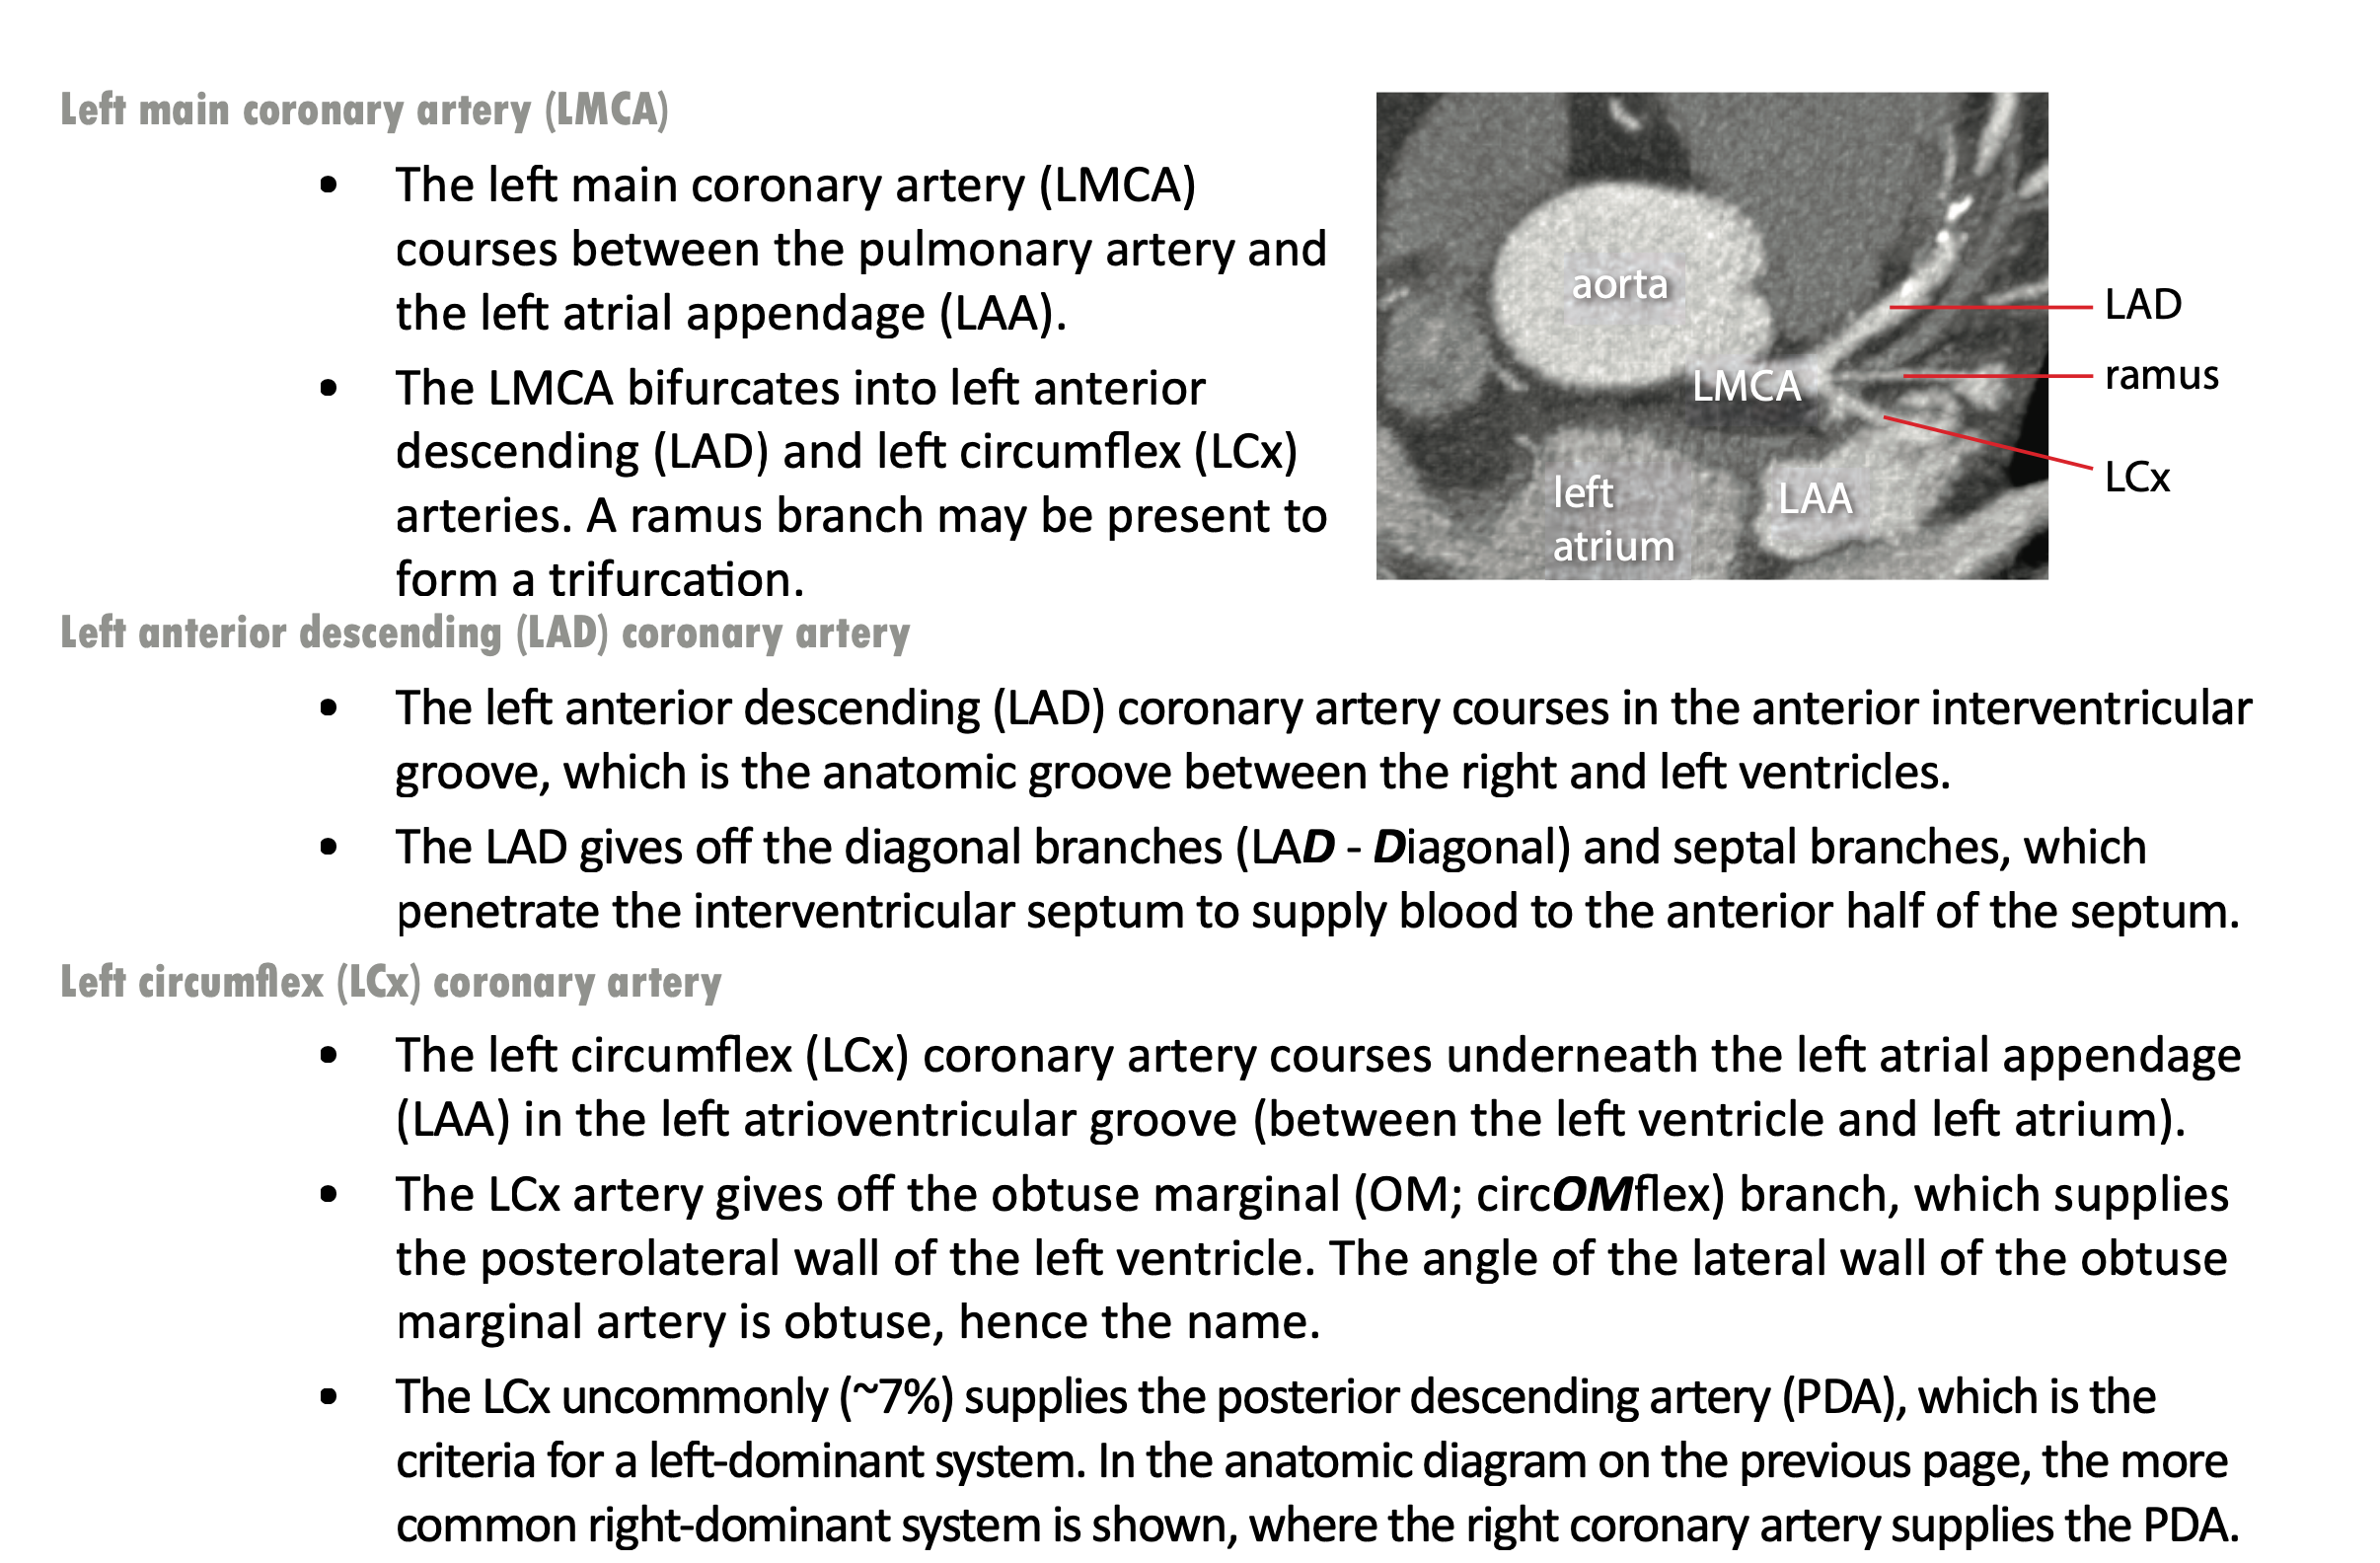 Left main coronary artery (LMCA)
• The left main coronary artery (LMCA)
courses between the pulmonary artery and
the left atrial appendage (LAA).
• The LMCA bifurcates into left anterior
descending (LAD) and left circumflex (LCx)
arteries. A ramus branch may be present to
form a trifurcation.
aorta
LMCA
left
atrium
LAA
LAD
ramus
LCx
Left anterior descending (LAD) coronary artery
• The left anterior descending (LAD) coronary artery courses in the anterior interventricular
groove, which is the anatomic groove between the right and left ventricles.
• The LAD gives off the diagonal branches (LAD - Diagonal) and septal branches, which
penetrate the interventricular septum to supply blood to the anterior half of the septum.
Left circumflex (LCx) coronary artery
• The left circumflex (LCx) coronary artery courses underneath the left atrial appendage
(LAA) in the left atrioventricular groove (between the left ventricle and left atrium).
• The LCx artery gives off the obtuse marginal (OM; circOMflex) branch, which supplies
the posterolateral wall of the left ventricle. The angle of the lateral wall of the obtuse
marginal artery is obtuse, hence the name.
• The LCx uncommonly (~7%) supplies the posterior descending artery (PDA), which is the
criteria for a left-dominant system. In the anatomic diagram on the previous page, the more
common right-dominant system is shown, where the right coronary artery supplies the PDA.